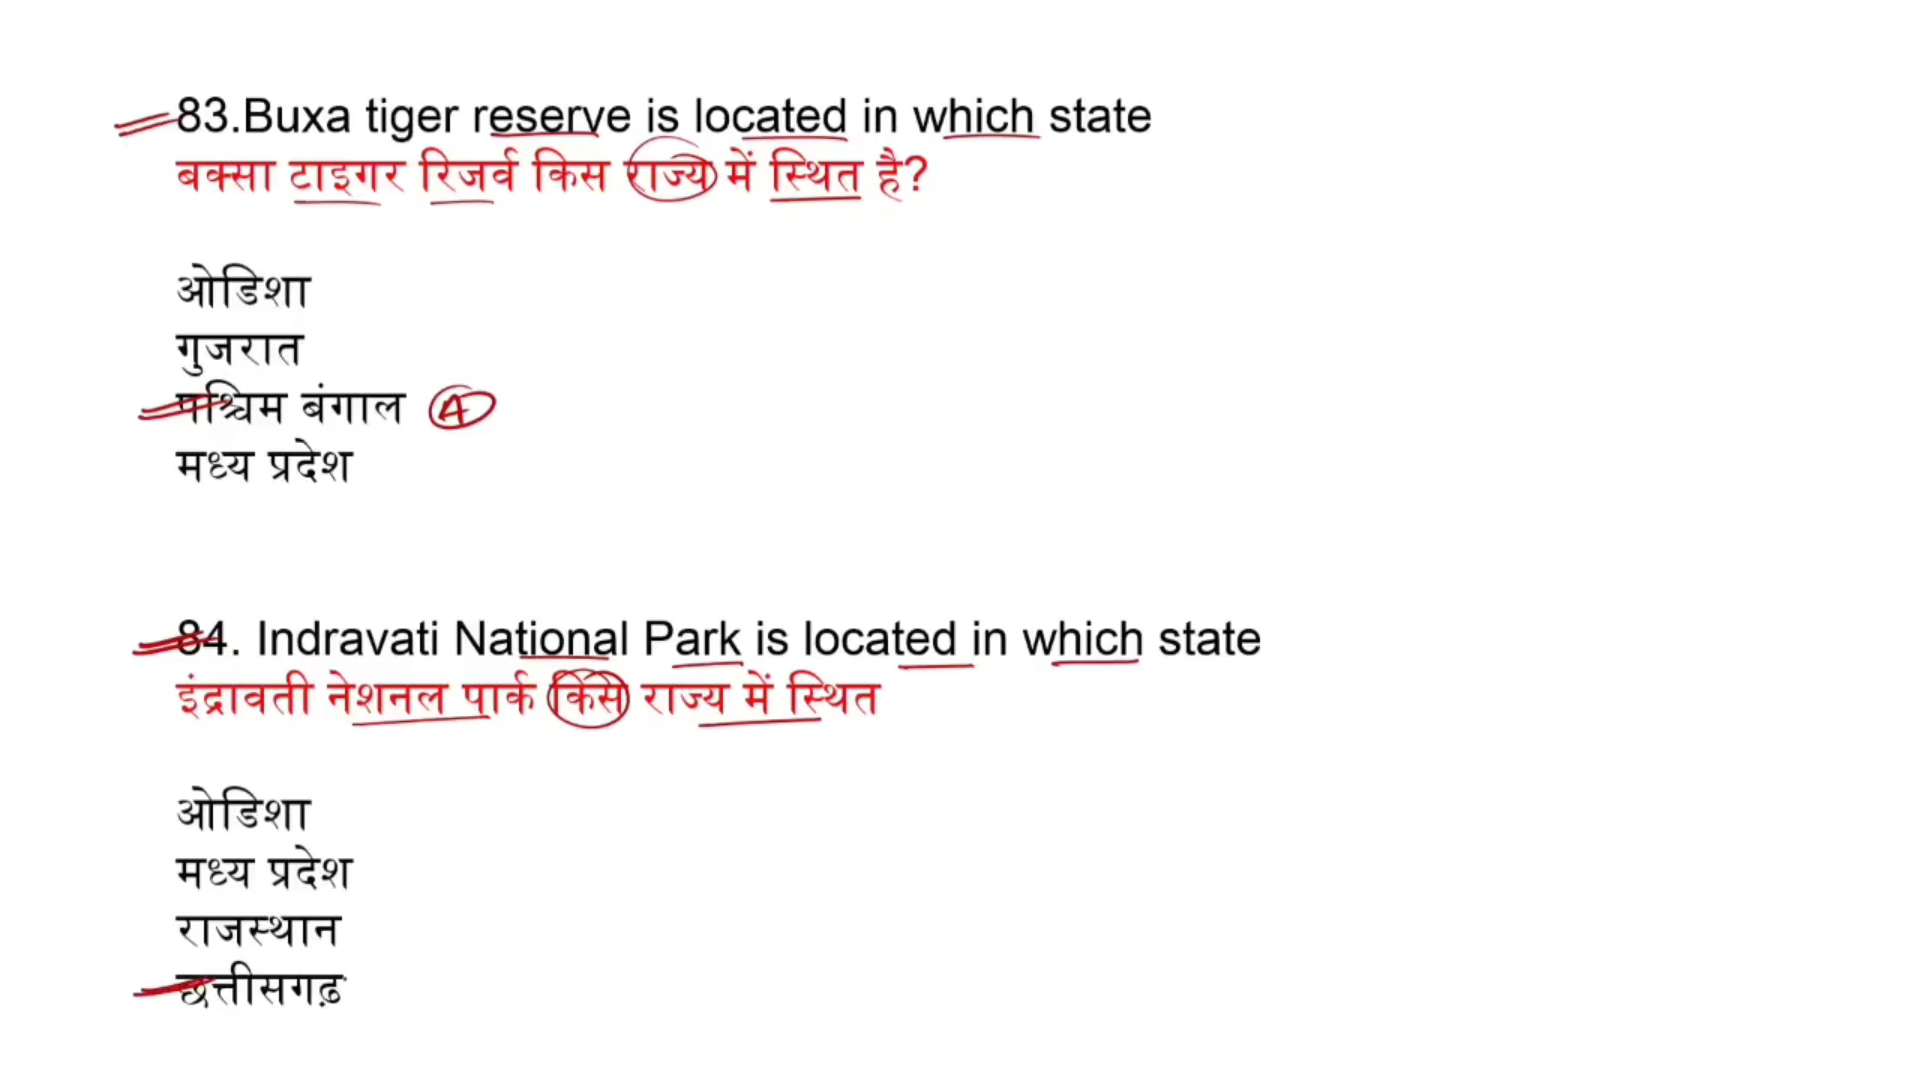 83.Buxa tiger reserve is located in which state
बक्सा टाइगर रिजर्व किस राज्य में स्थित है?
ओडिशा
गुजरात
पश्चिम बंगाल A
मध्य प्रदेश
84. Indravati National Park is located in which state
इंद्रावती नेशनल पार्क किस राज्य में स्थित
ओडिशा
मध्य प्रदेश
राजस्थान
छत्तीसगढ़